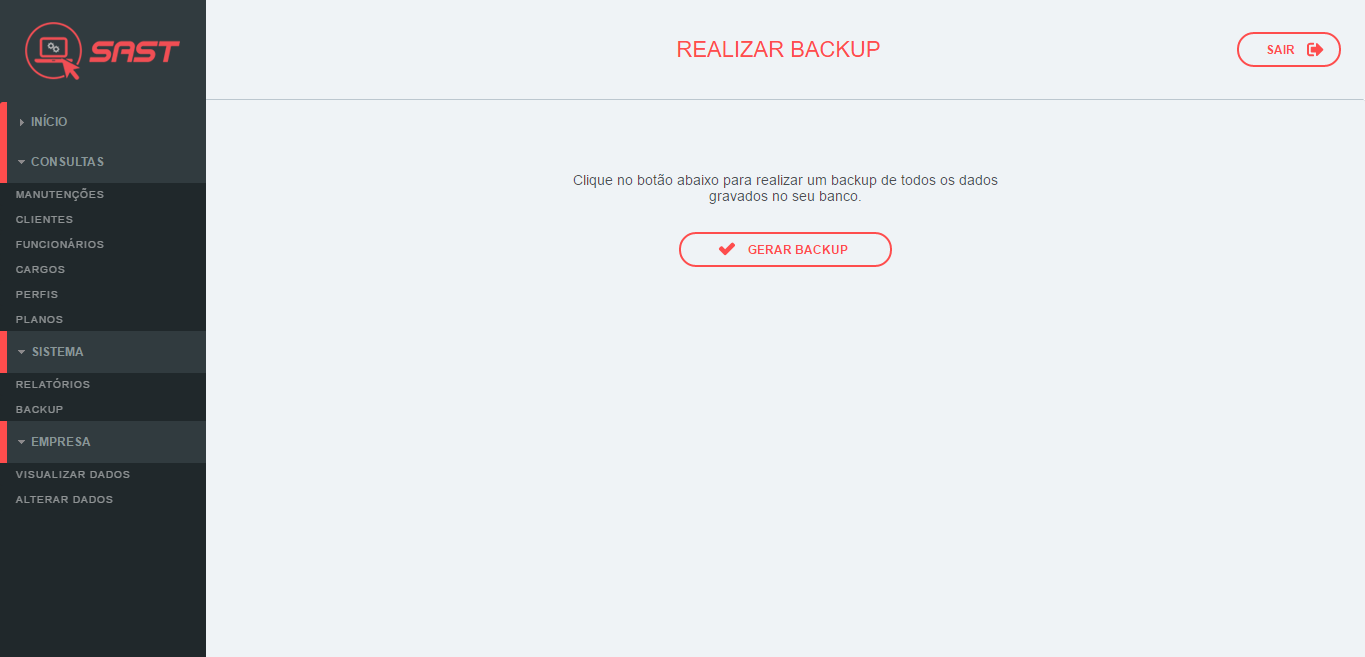 SAST
REALIZAR BACKUP
SAIR
INÍCIO
CONSULTAS
MANUTENÇÕES
CLIENTES
FUNCIONÁRIOS
CARGOS
PERFIS
PLANOS
SISTEMA
RELATÓRIOS
BACKUP
EMPRESA
VISUALIZAR DADOS
ALTERAR DADOS
Clique no botão abaixo para realizar um backup de todos os dados
gravados no seu banco.
GERAR BACKUP